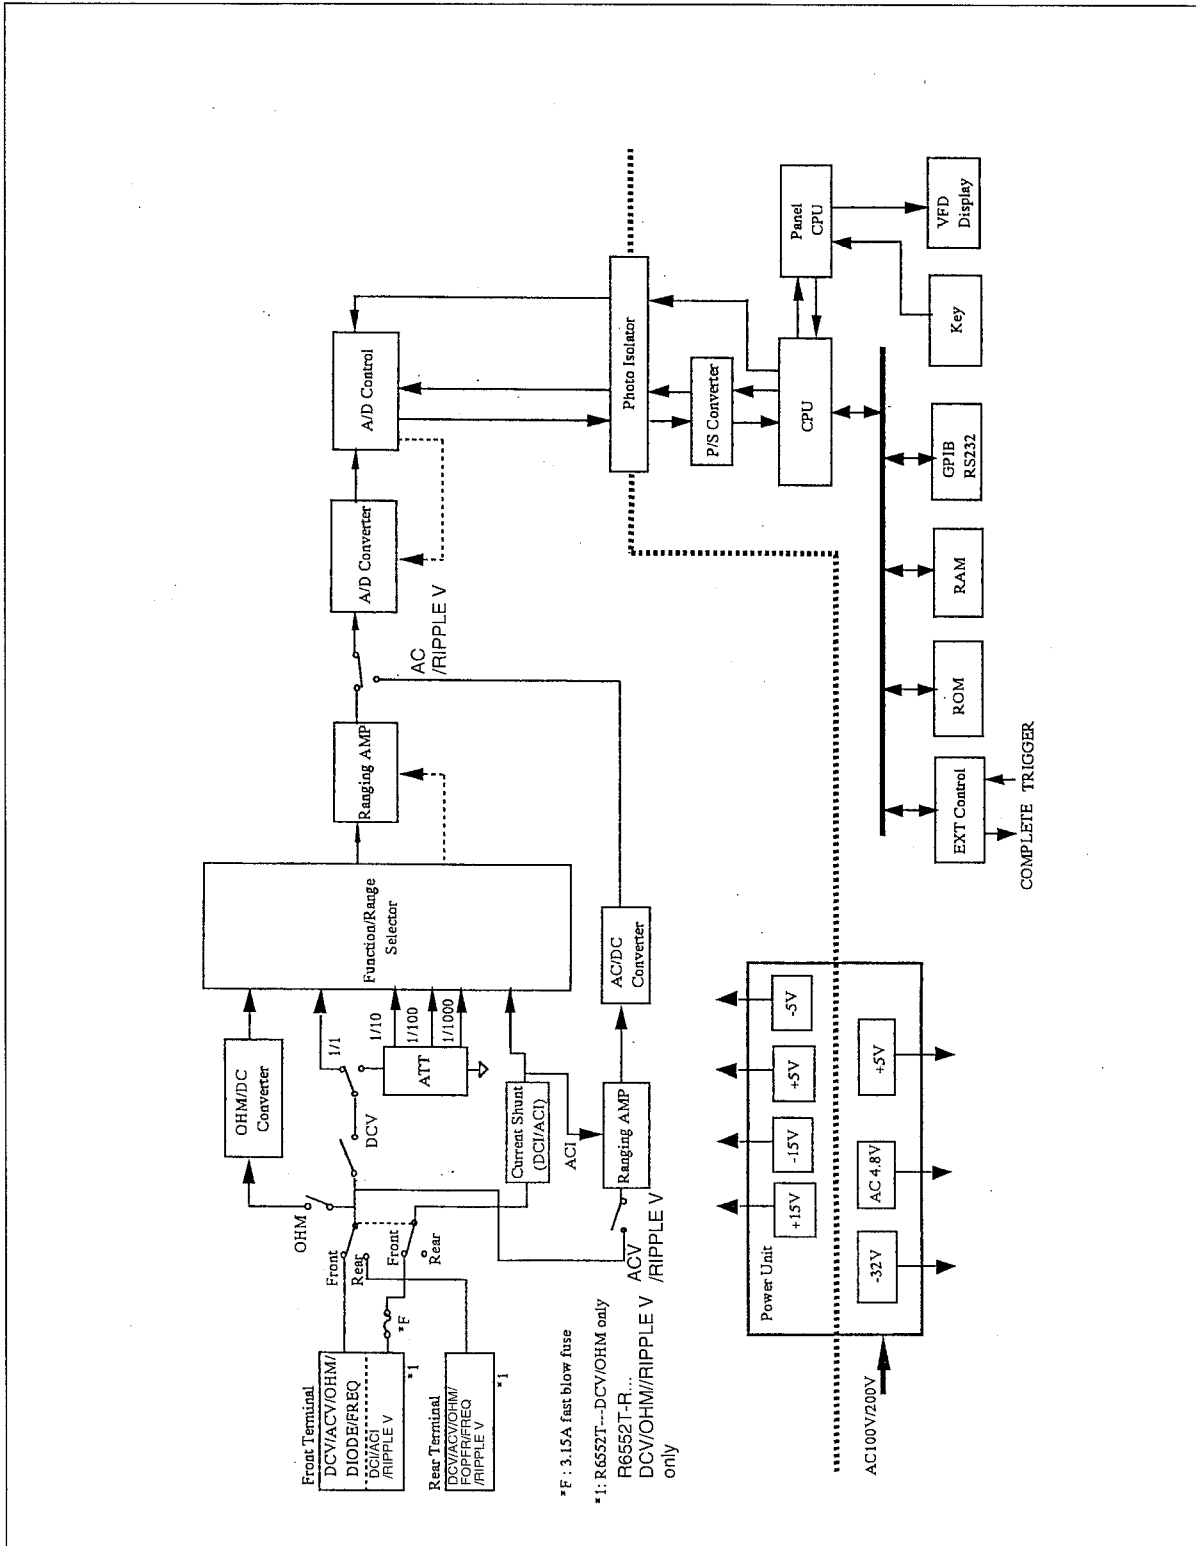 Front Terminal
DCV/ACV/OHM/
DIODE/FREQ
DCI/ACI
/RIPPLE V
*1
Rear Terminal
DCV/ACV/OHM/
FOPFR/FREQ
/RIPPLE V
*1
*F
Front
Rear
Front
Rear
OHM
DCV
OHM/DC
Converter
1/1
1/10
1/100
1/1000
ATT
Current Shunt
(DCI/ACI)
ACI
ACV
/RIPPLE V
Ranging AMP
AC/DC
Converter
Function/Range
Selector
Ranging AMP
AC
/RIPPLE V
A/D Converter
A/D Control
Photo Isolator
P/S Converter
CPU
Panel
CPU
VFD
Display
Key
GPIB
RS232
RAM
ROM
EXT Control
COMPLETE TRIGGER
*F : 3.15A fast blow fuse
*1: R6552T---DCV/OHM only
R6552T-R...
DCV/OHM//RIPPLE V
only
Power Unit
+15V
-15V
+5V
-5V
-32V
AC 4.8V
+5V
AC100V/200V